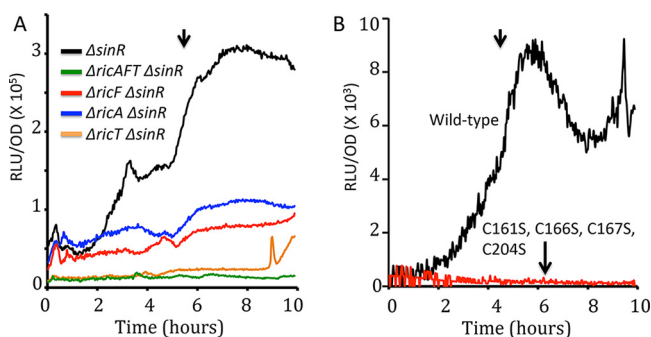 A
RLU/OD (X 10⁵)
3
2
1
0
ΔsinR
ΔricAFT ΔsinR
ΔricF ΔsinR
ΔricA ΔsinR
ΔricT ΔsinR
0 2 4 6 8 10
Time (hours)
B
RLU/OD (X 10³)
10
8
6
4
2
0
Wild-type
C161S, C166S, C167S,
C204S
0 2 4 6 8 10
Time (hours)